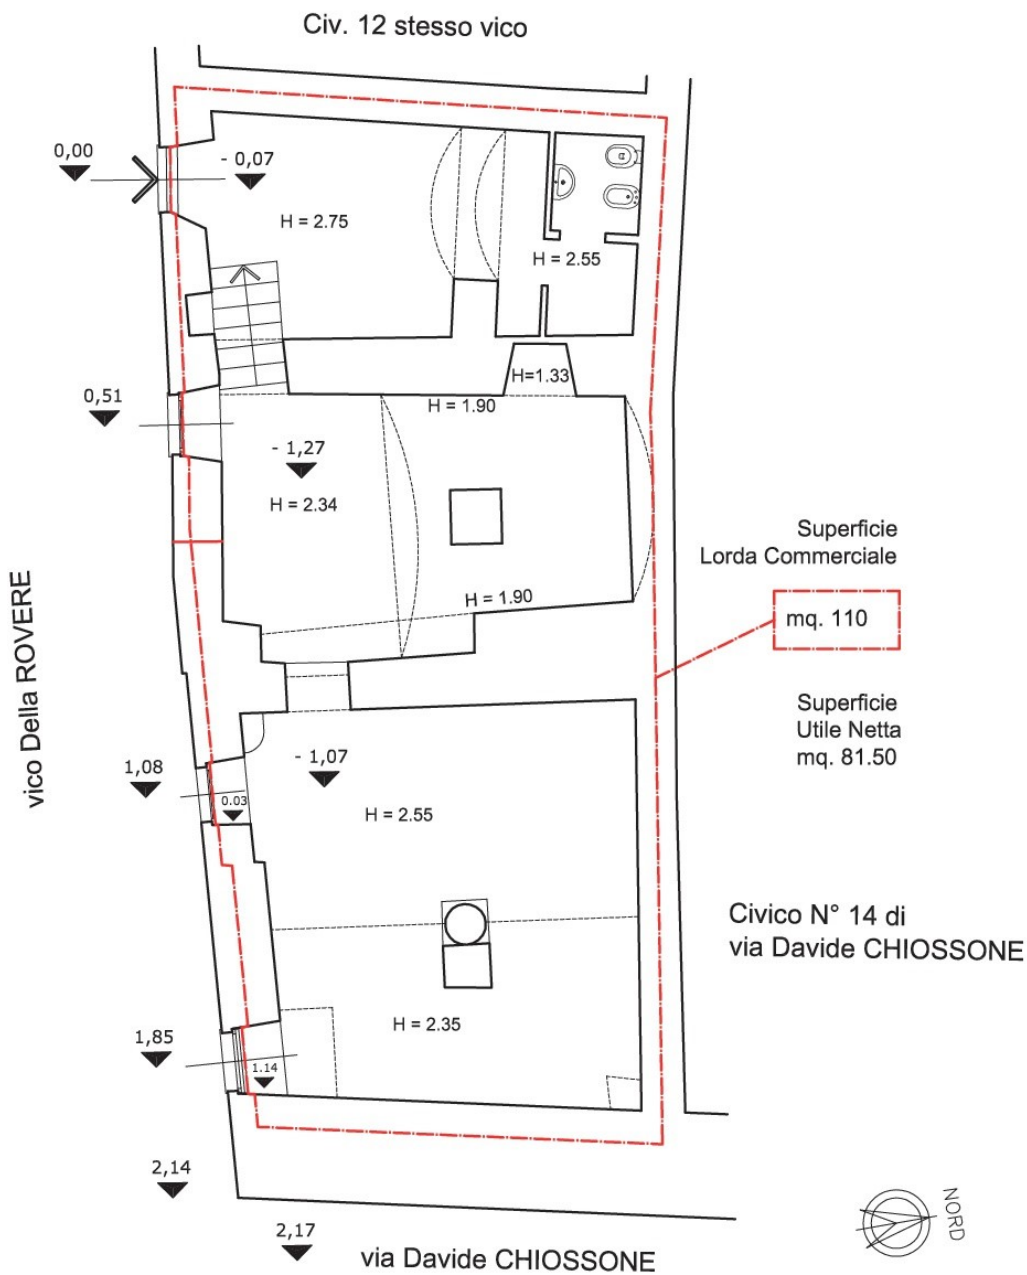 Civ. 12 stesso vico
0,00
- 0,07
H = 2.75
H = 2.55
H=1.33
0,51
H = 1.90
- 1,27
H = 2.34
Superficie
Lorda Commerciale
H = 1.90
mq. 110
vico Della ROVERE
Superficie
Utile Netta
mq. 81.50
1,08
- 1,07
0.03
H = 2.55
Civico N° 14 di
via Davide CHIOSSONE
H = 2.35
1,85
1.14
2,14
NORD
2,17
via Davide CHIOSSONE